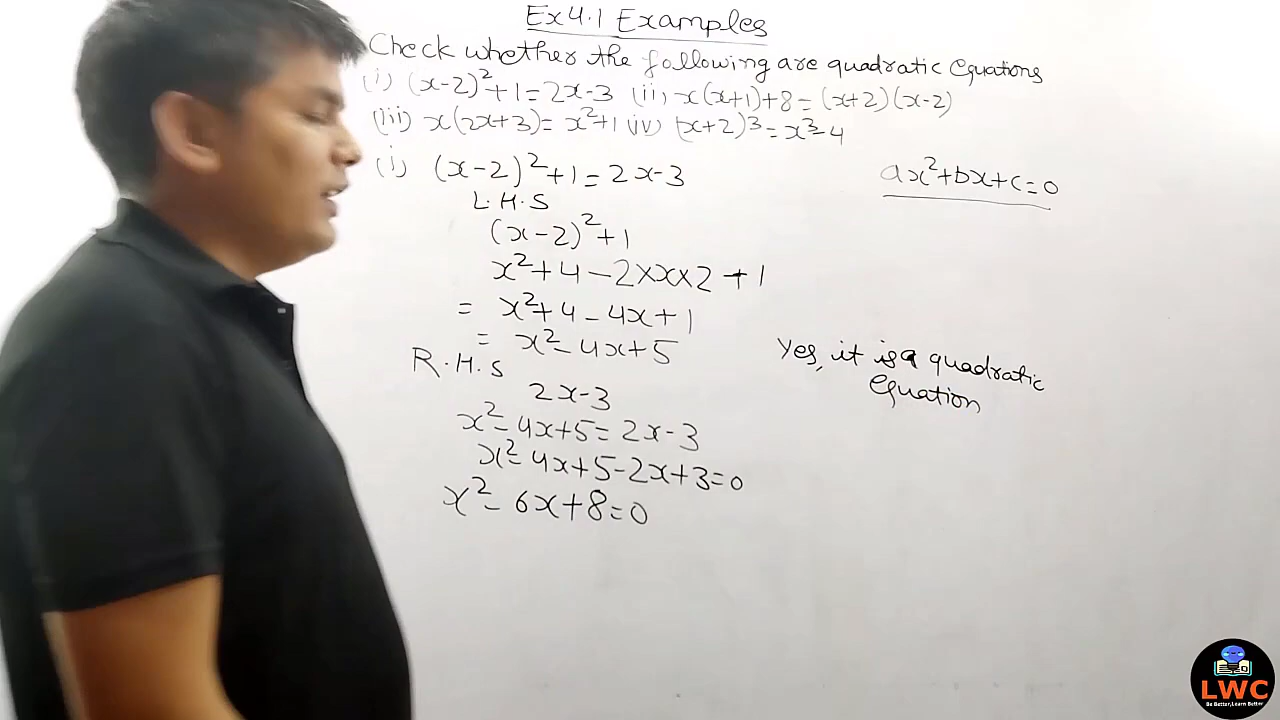 Ex 4.1 Examples
Check whether the following are quadratic Equations
(i) (x-2)²+1=2x-3 (ii) x(x+1)+8=(x+2)(x-2)
(iii) x(2x+3)=x²+1 (iv) (x+2)³=x³-4
(i) (x-2)²+1=2x-3
ax²+bx+c=0
L.H.S
(x-2)²+1
x²+4-2×x×2+1
= x²+4-4x+1
= x²-4x+5
R.H.S
2x-3
x²-4x+5=2x-3
x²-4x+5-2x+3=0
x²-6x+8=0
Yes, it is a quadratic
Equation
LWC
Be Better,Learn Better